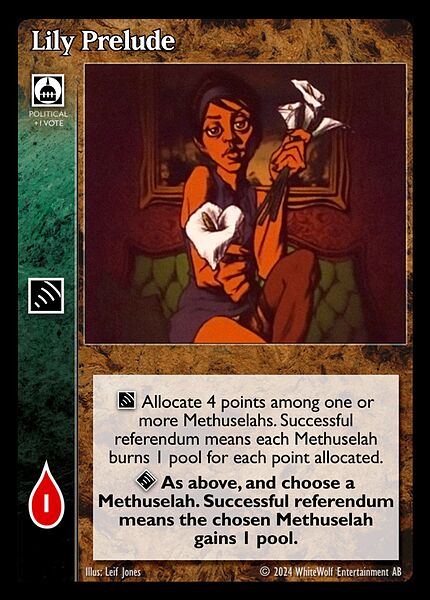 Lily Prelude
POLITICAL
+1 VOTE
Allocate 4 points among one or
more Methuselahs. Successful
referendum means each Methuselah
burns 1 pool for each point allocated.
As above, and choose a
Methuselah. Successful referendum
means the chosen Methuselah
gains 1 pool.
1
Illus: Leif Jones
© 2024 WhiteWolf Entertainment AB